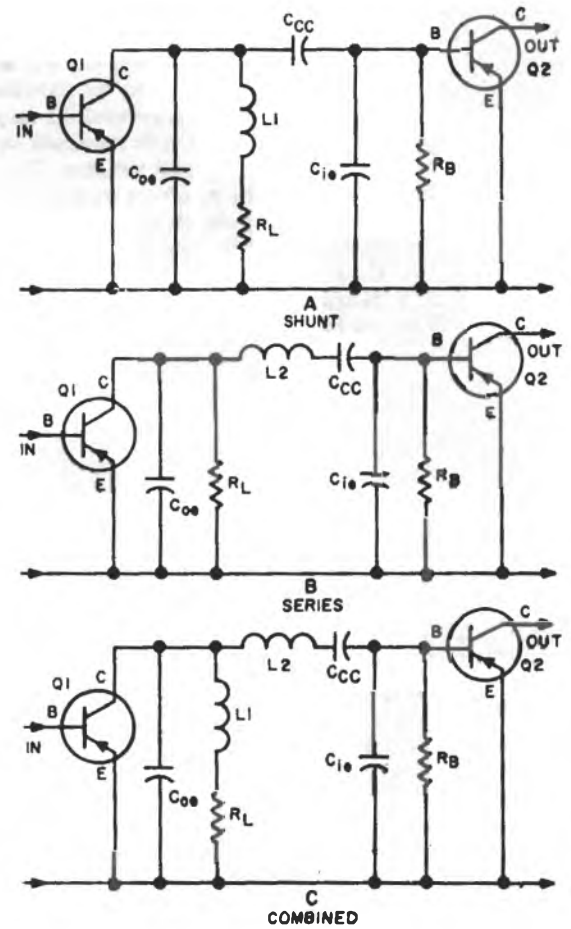 CCC
Q1
C
B
IN
E
Coe
L1
RL
Cie
RB
B
C
OUT
Q2
E
A
SHUNT
Q1
C
B
IN
E
Coe
RL
L2
CCC
Cie
RB
B
C
OUT
Q2
E
B
SERIES
Q1
C
B
IN
E
Coe
L1
RL
L2
CCC
Cie
RB
B
C
OUT
Q2
E
C
COMBINED